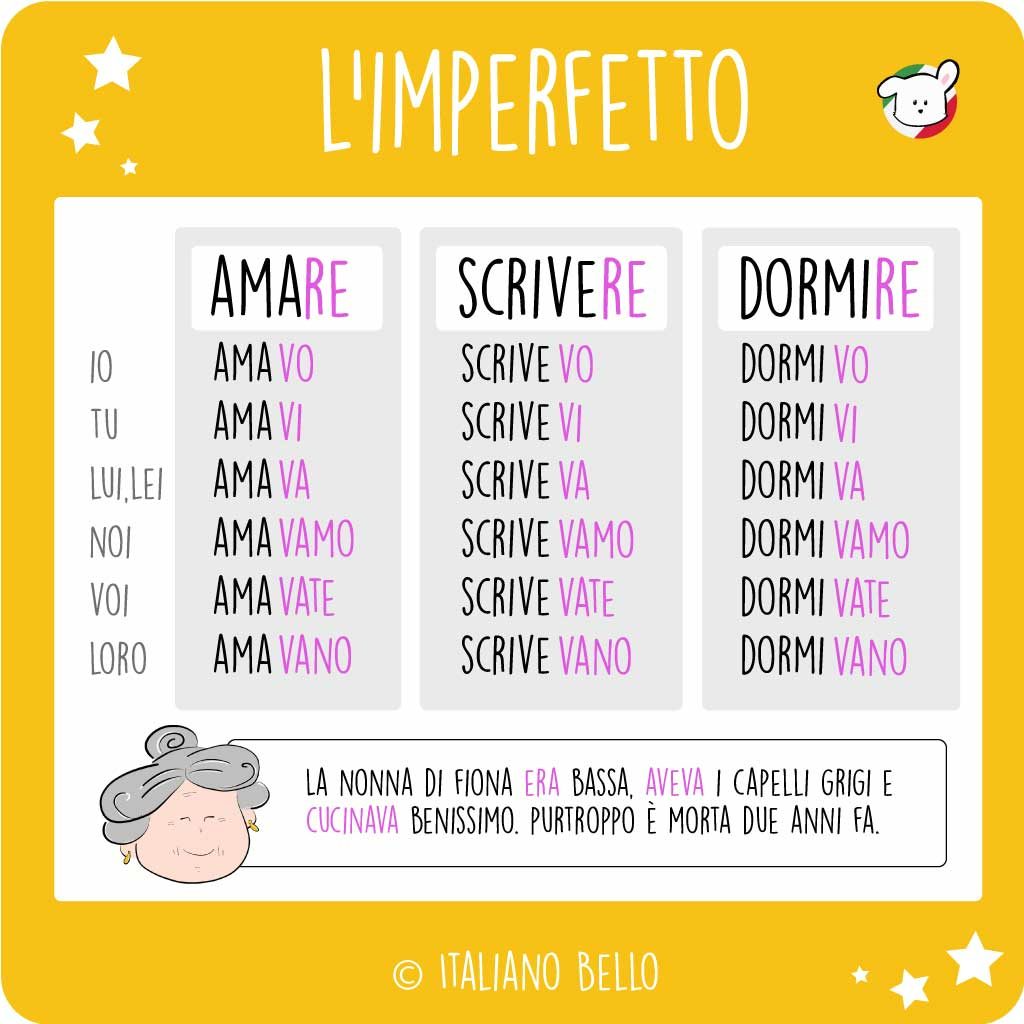 L'IMPERFETTO
AMARE SCRIVERE DORMIRE
IO AMAVO SCRIVEVO DORMIVO
TU AMAVI SCRIVEVI DORMIVI
LUI,LEI AMAVA SCRIVEVA DORMIVA
NOI AMAVAMO SCRIVEVAMO DORMIVAMO
VOI AMAVATE SCRIVEVATE DORMIVATE
LORO AMAVANO SCRIVEVANO DORMIVANO
LA NONNA DI FIONA ERA BASSA, AVEVA I CAPELLI GRIGI E
CUCINAVA BENISSIMO. PURTROPPO È MORTA DUE ANNI FA.
© ITALIANO BELLO